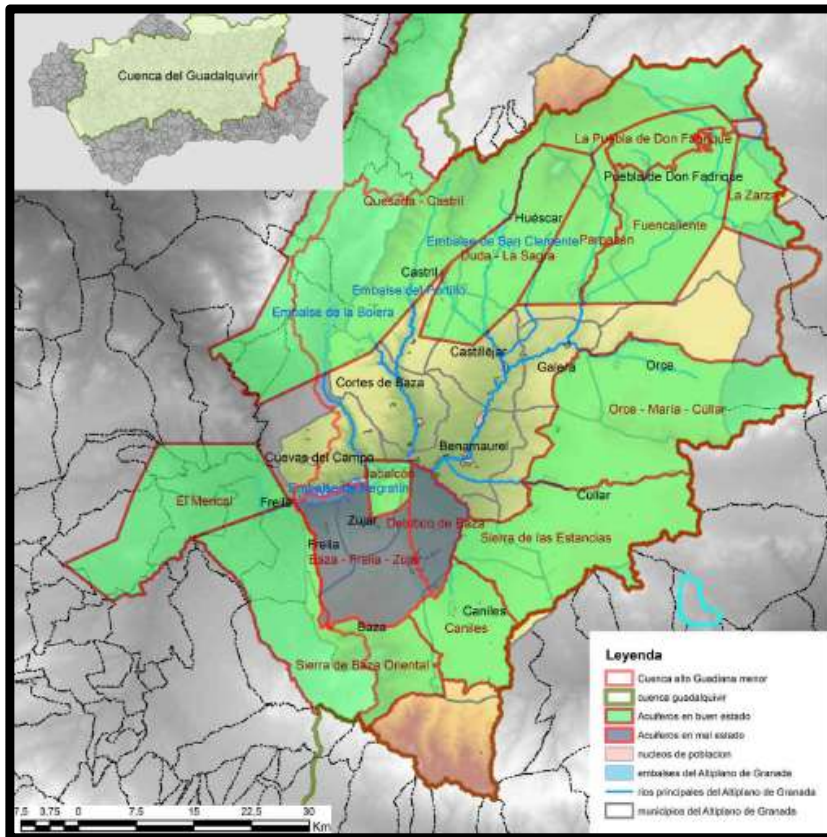 Cuenca del Guadalquivir
La Puebla de Don Fabrique
Puebla de Don Fadrique
La Zarza
Quesada - Castril
Huéscar
Fuencaliente
Embalse de San Clemente
Parpacén
Duda - La Sagra
Castril
Embalse del Portillo
Embalse de la Bolera
Castilléjar
Galera
Orce
Cortes de Baza
Orce - María - Cúllar
Benamaurel
Cuevas del Campo
Jabalcón
El Mencal
Freila
Embalse de Negratín
Cúllar
Zújar
Detrítico de Baza
Sierra de las Estancias
Freila
Baza - Freila - Zújar
Caniles
Baza
Caniles
Sierra de Baza Oriental
Leyenda
Cuenca alto Guadiana menor
cuenca guadalquivir
Acuiferos en buen estado
Acuiferos en mal estado
nucleos de poblacion
embalses del Altiplano de Granada
rios principales del Altiplano de Granada
municipios del Altiplano de Granada
7.5 3.75 0 7.5 15 22.5 30
Km